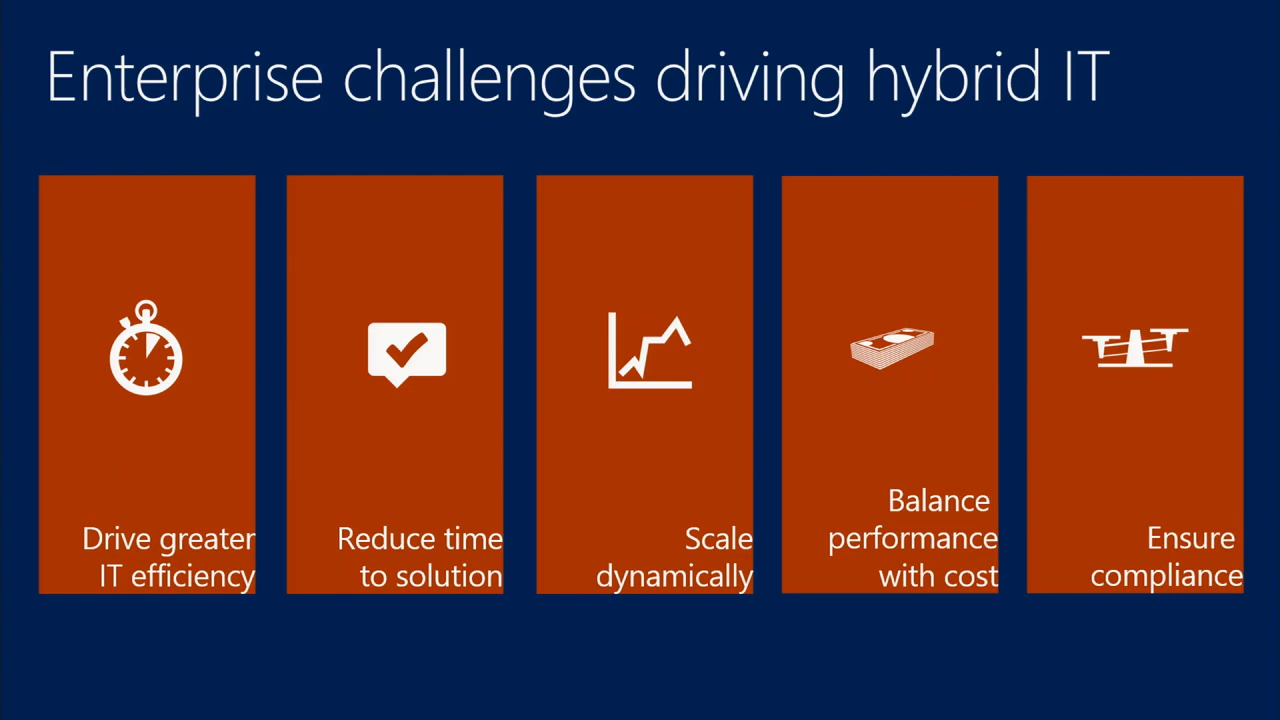 Enterprise challenges driving hybrid IT
Drive greater
IT efficiency
Reduce time
to solution
Scale
dynamically
Balance
performance
with cost
Ensure
compliance